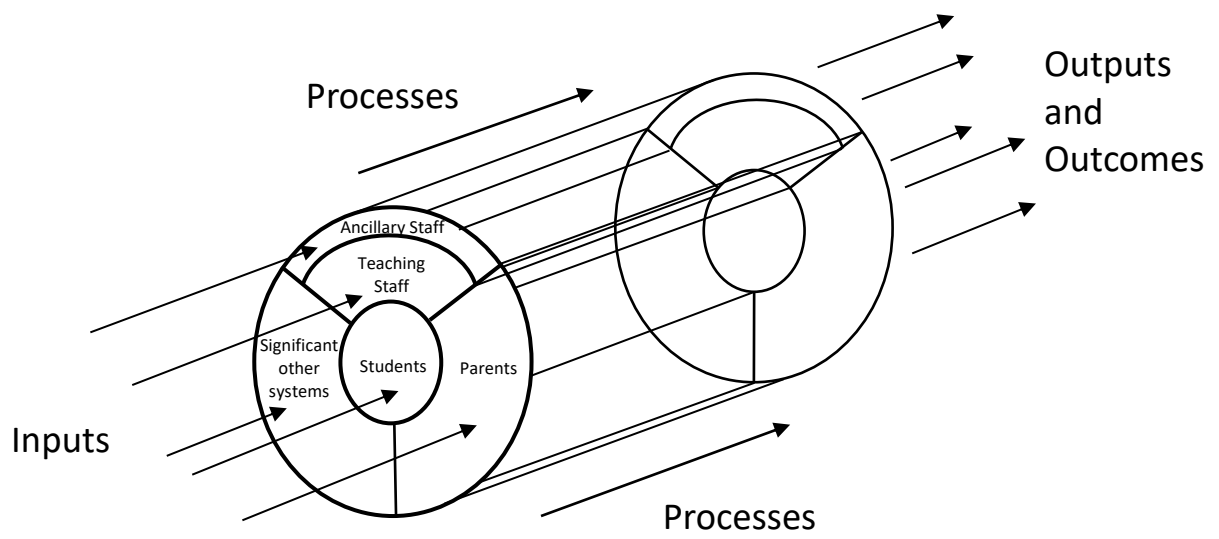 Processes
Outputs
and
Outcomes
Ancillary Staff
Teaching
Staff
Significant
other
systems
Students
Parents
Inputs
Processes